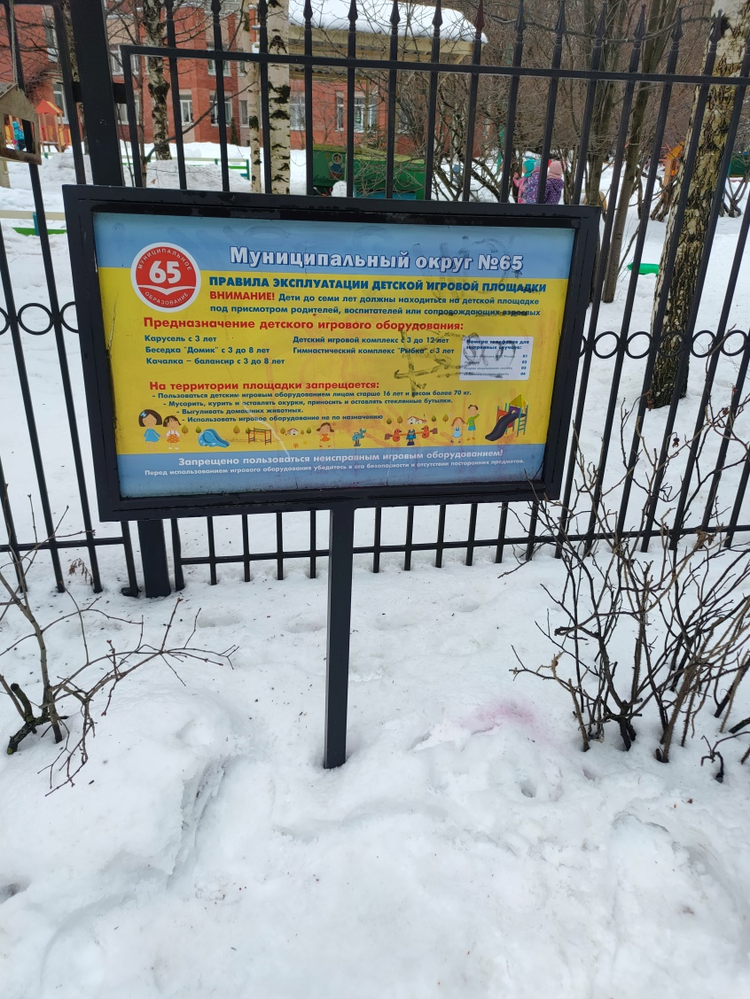 МУНИЦИПАЛЬНОЕ
65
ОБРАЗОВАНИЕ
Муниципальный округ №65
ПРАВИЛА ЭКСПЛУАТАЦИИ ДЕТСКОЙ ИГРОВОЙ ПЛОЩАДКИ
ВНИМАНИЕ! Дети до семи лет должны находиться на детской площадке
под присмотром родителей, воспитателей или сопровождающих взрослых
Предназначение детского игрового оборудования:
Карусель с 3 лет
Беседка "Домик" с 3 до 8 лет
Качалка – балансир с 3 до 8 лет
Детский игровой комплекс с 3 до 12 лет
Гимнастический комплекс "Рыбка" с 3 лет
Номера телефонов для
экстренных случаев:
01
03
02
04
На территории площадки запрещается:
- Пользоваться детским игровым оборудованием лицам старше 16 лет и весом более 70 кг.
- Мусорить, курить и оставлять окурки, приносить и оставлять стеклянные бутылки.
- Выгуливать домашних животных.
- Использовать игровое оборудование не по назначению
Запрещено пользоваться неисправным игровым оборудованием!
Перед использованием игрового оборудования убедитесь в его безопасности и отсутствии посторонних предметов.